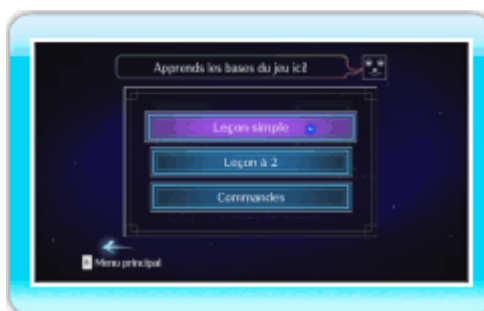 Apprends les bases du jeu ici!
Leçon simple
Leçon à 2
Commandes
Menu principal